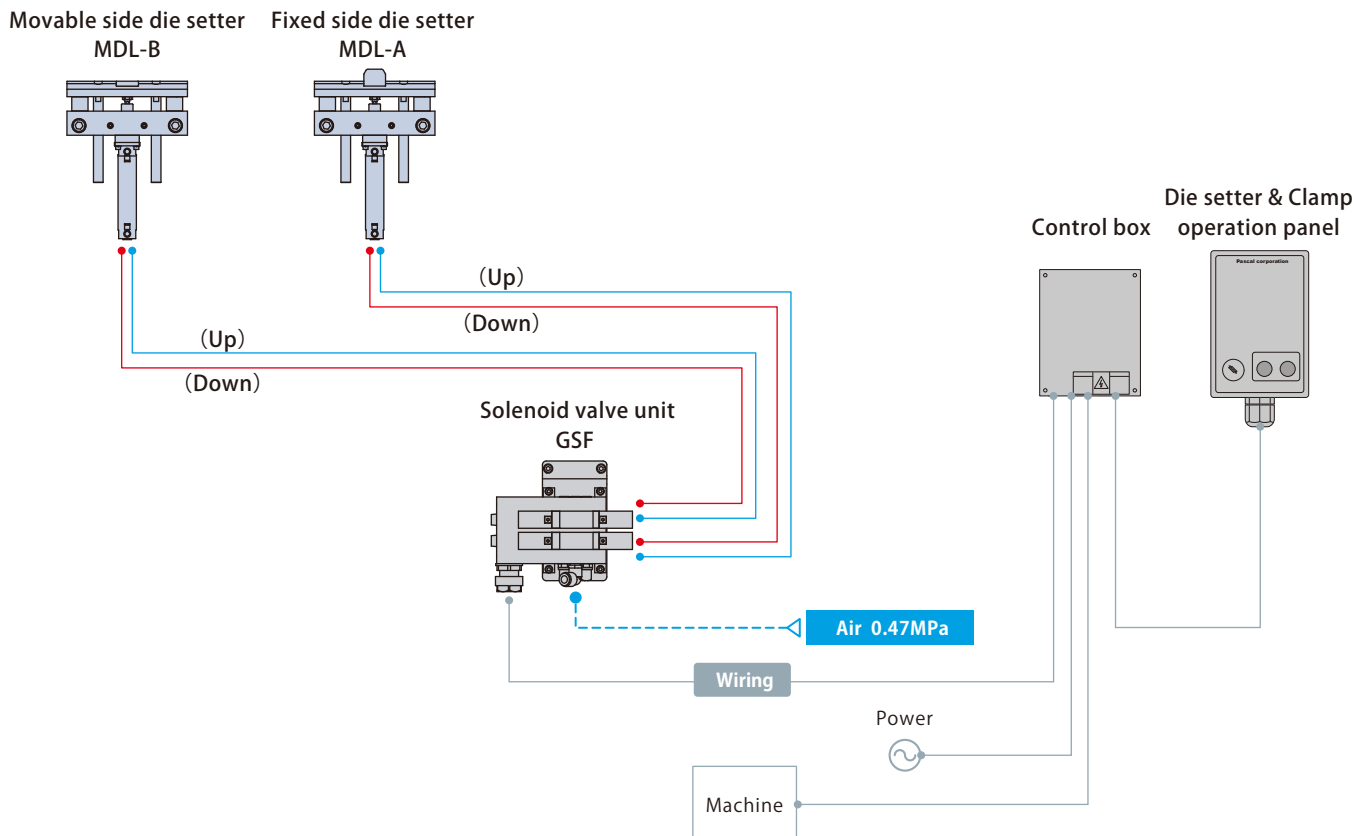 Movable side die setter
MDL-B
Fixed side die setter
MDL-A
(Up)
(Down)
(Up)
(Down)
Solenoid valve unit
GSF
Control box
Die setter & Clamp
operation panel
Pascal corporation
Air 0.47MPa
Wiring
Power
Machine